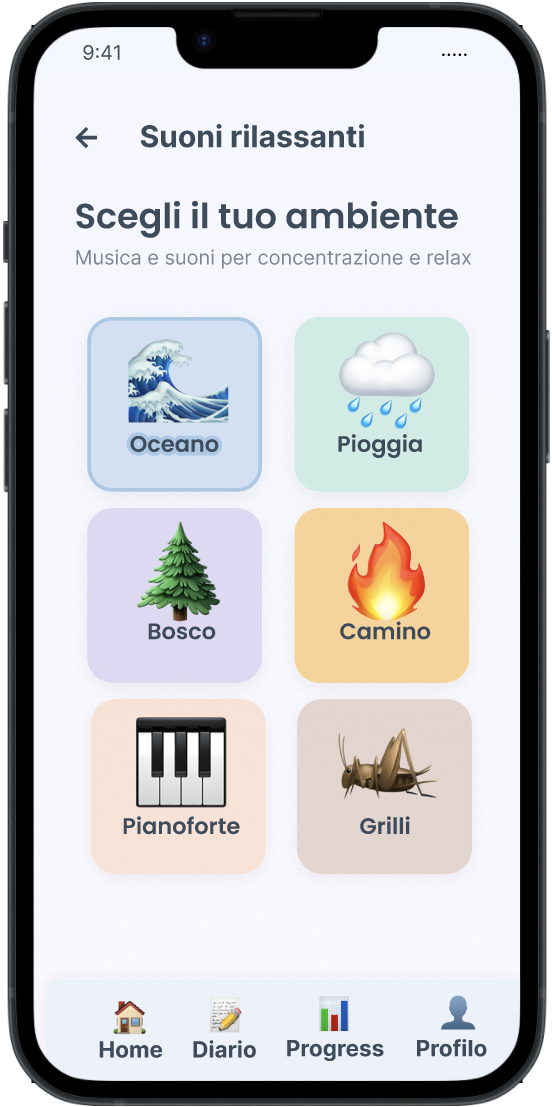 9:41
Suoni rilassanti
Scegli il tuo ambiente
Musica e suoni per concentrazione e relax
Oceano
Pioggia
Bosco
Camino
Pianoforte
Grilli
Home
Diario
Progress
Profilo